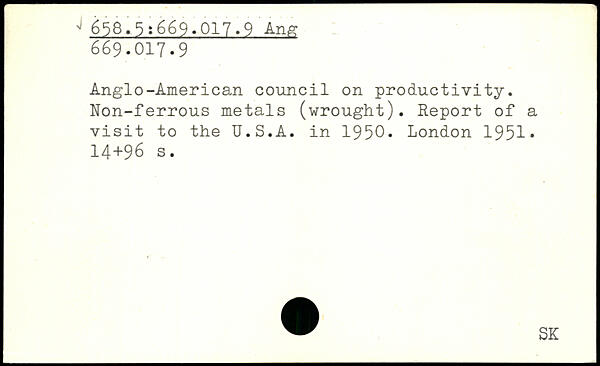 658.5:669.017.9 Ang
669.017.9
Anglo-American council on productivity.
Non-ferrous metals (wrought). Report of a
visit to the U.S.A. in 1950. London 1951.
14+96 s.
SK